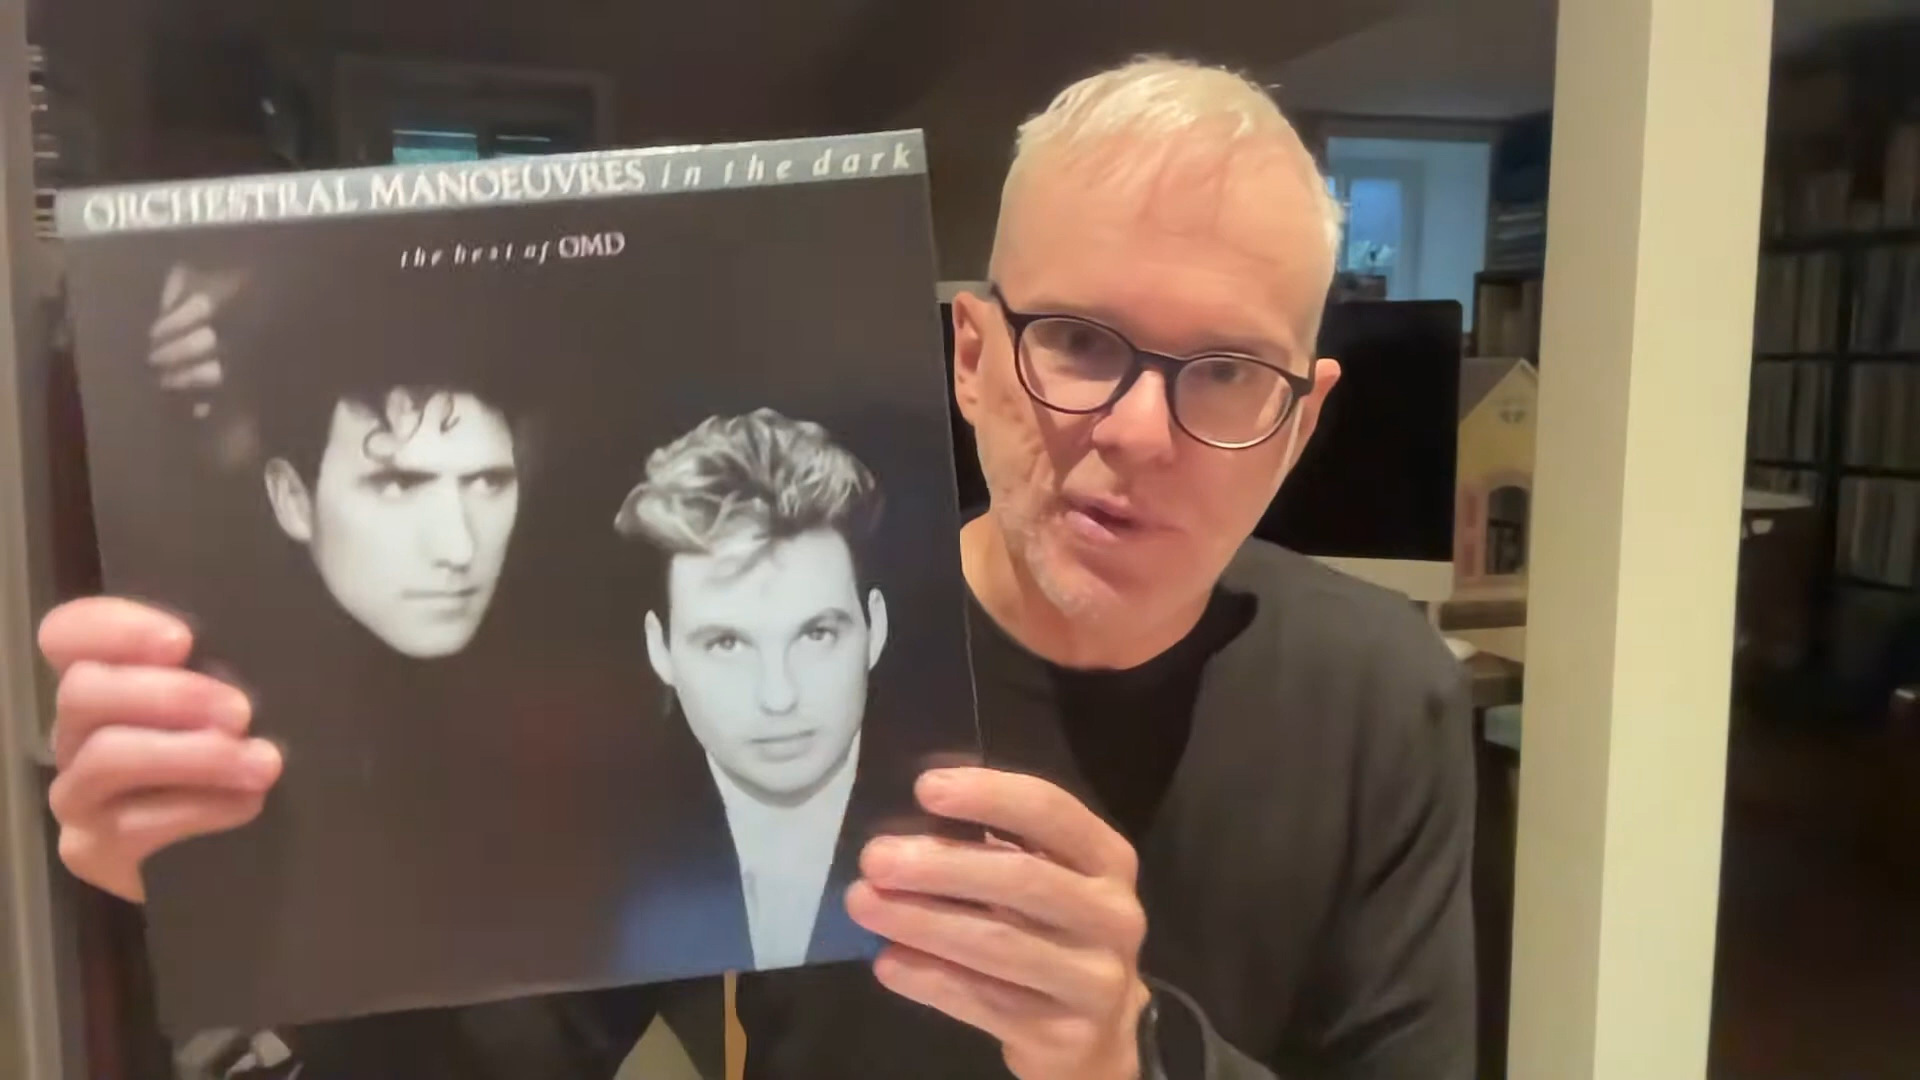 ORCHESTRAL MANOEUVRES in the dark
the best of OMD